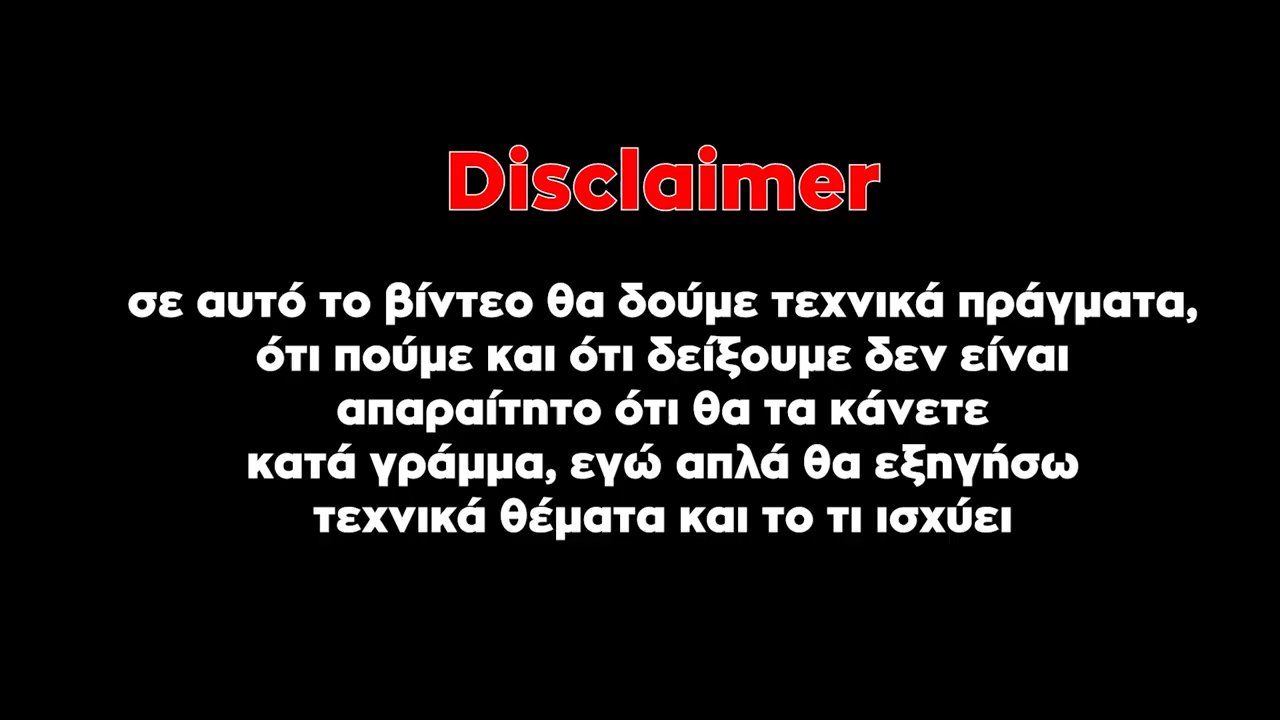 Disclaimer
σε αυτό το βίντεο θα δούμε τεχνικά πράγματα,
ότι πούμε και ότι δείξουμε δεν είναι
απαραίτητο ότι θα τα κάνετε
κατά γράμμα, εγώ απλά θα εξηγήσω
τεχνικά θέματα και το τι ισχύει